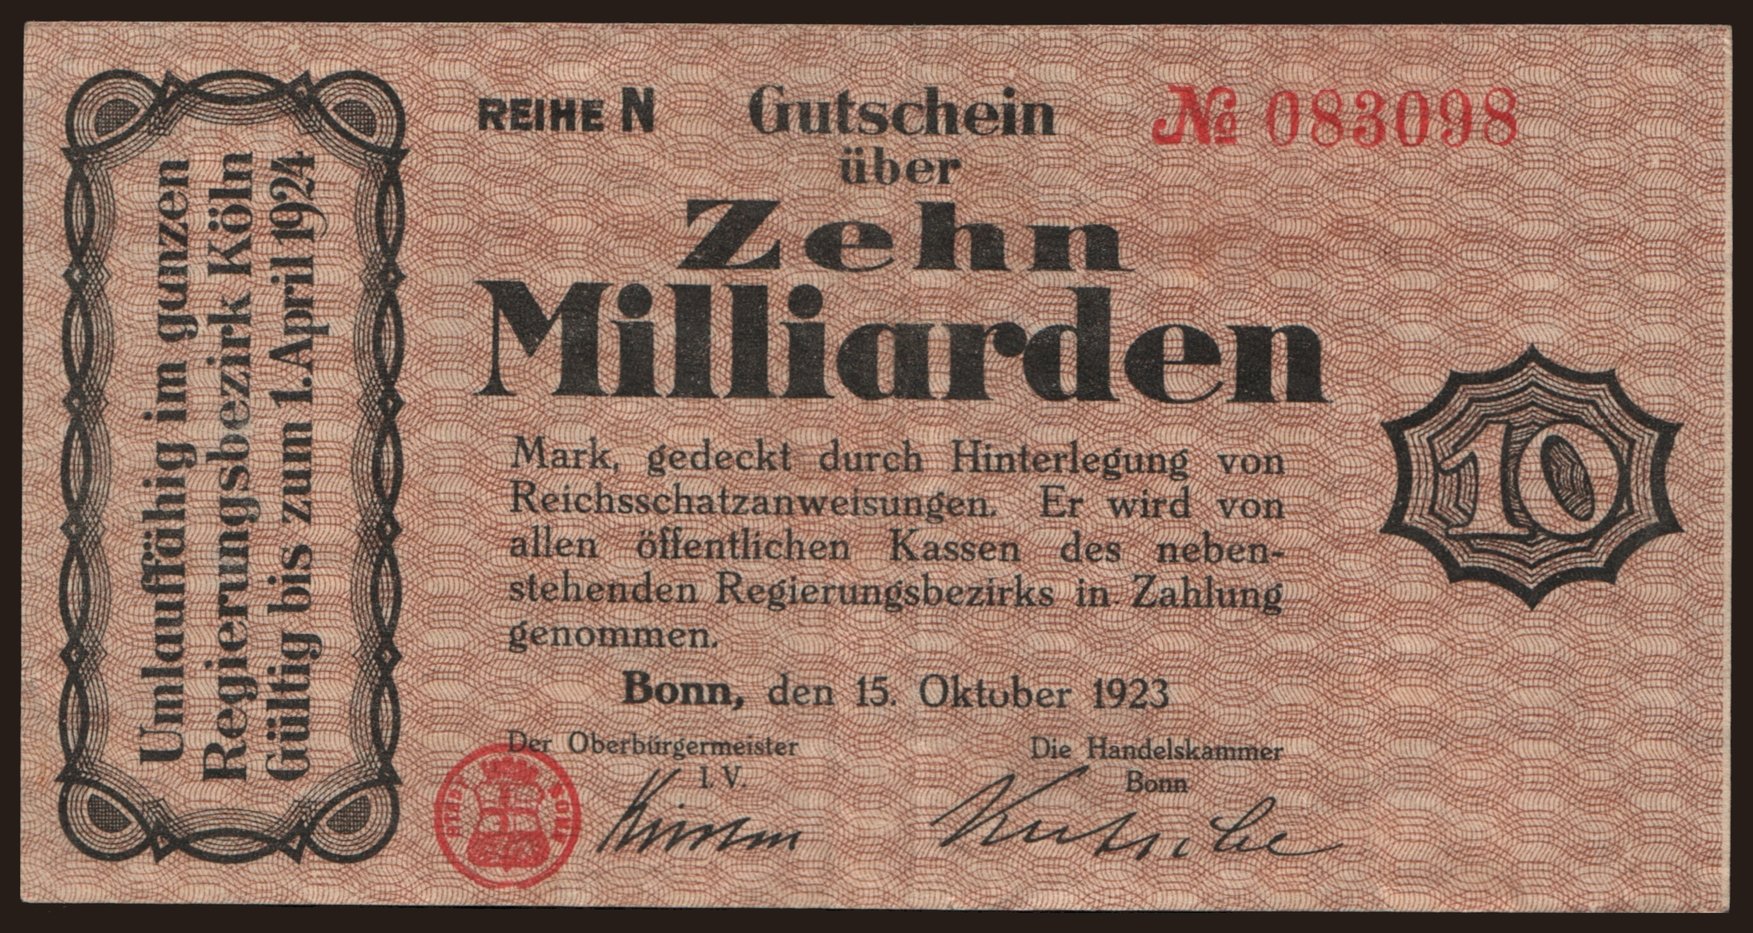 Umlauffähig im ganzen
Regierungsbezirk Köln
Gültig bis zum 1. April 1924
REIHE N
Gutschein
№ 083098
über
Zehn
Milliarden
Mark, gedeckt durch Hinterlegung von
Reichsschatzanweisungen. Er wird von
allen öffentlichen Kassen des neben-
stehenden Regierungsbezirks in Zahlung
genommen.
10
Bonn, den 15. Oktober 1923
Der Oberbürgermeister
I. V.
Die Handelskammer
Bonn
STADT BONN